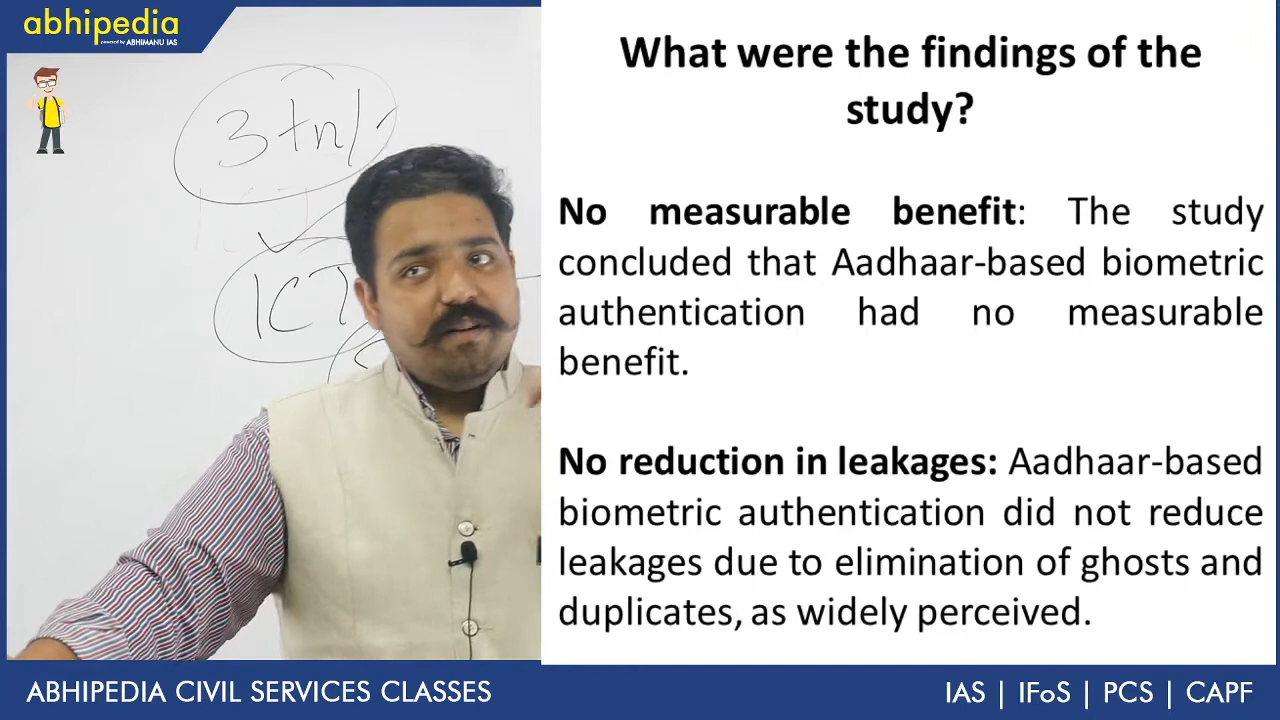 abhipedia
powered by ABHIMANU IAS
3 tn
ICT
What were the findings of the
study?
No measurable benefit: The study
concluded that Aadhaar-based biometric
authentication had no measurable
benefit.
No reduction in leakages: Aadhaar-based
biometric authentication did not reduce
leakages due to elimination of ghosts and
duplicates, as widely perceived.
ABHIPEDIA CIVIL SERVICES CLASSES
IAS | IFoS | PCS | CAPF